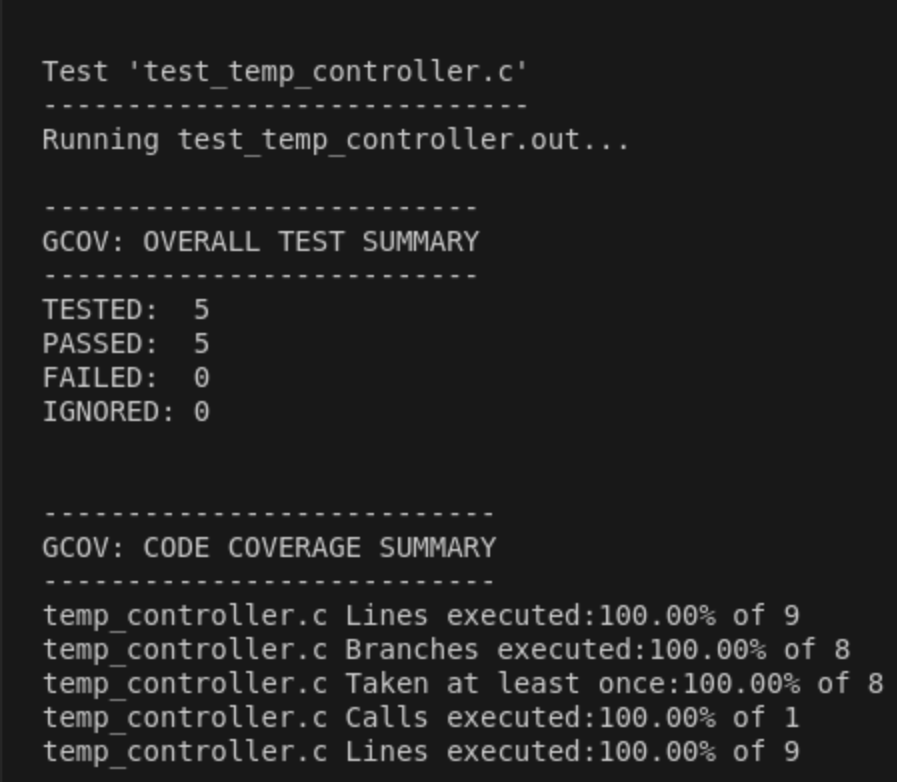 Test 'test_temp_controller.c'
-----------------------------
Running test_temp_controller.out...
--------------------------
GCOV: OVERALL TEST SUMMARY
--------------------------
TESTED:  5
PASSED:  5
FAILED:  0
IGNORED: 0
---------------------------
GCOV: CODE COVERAGE SUMMARY
---------------------------
temp_controller.c Lines executed:100.00% of 9
temp_controller.c Branches executed:100.00% of 8
temp_controller.c Taken at least once:100.00% of 8
temp_controller.c Calls executed:100.00% of 1
temp_controller.c Lines executed:100.00% of 9